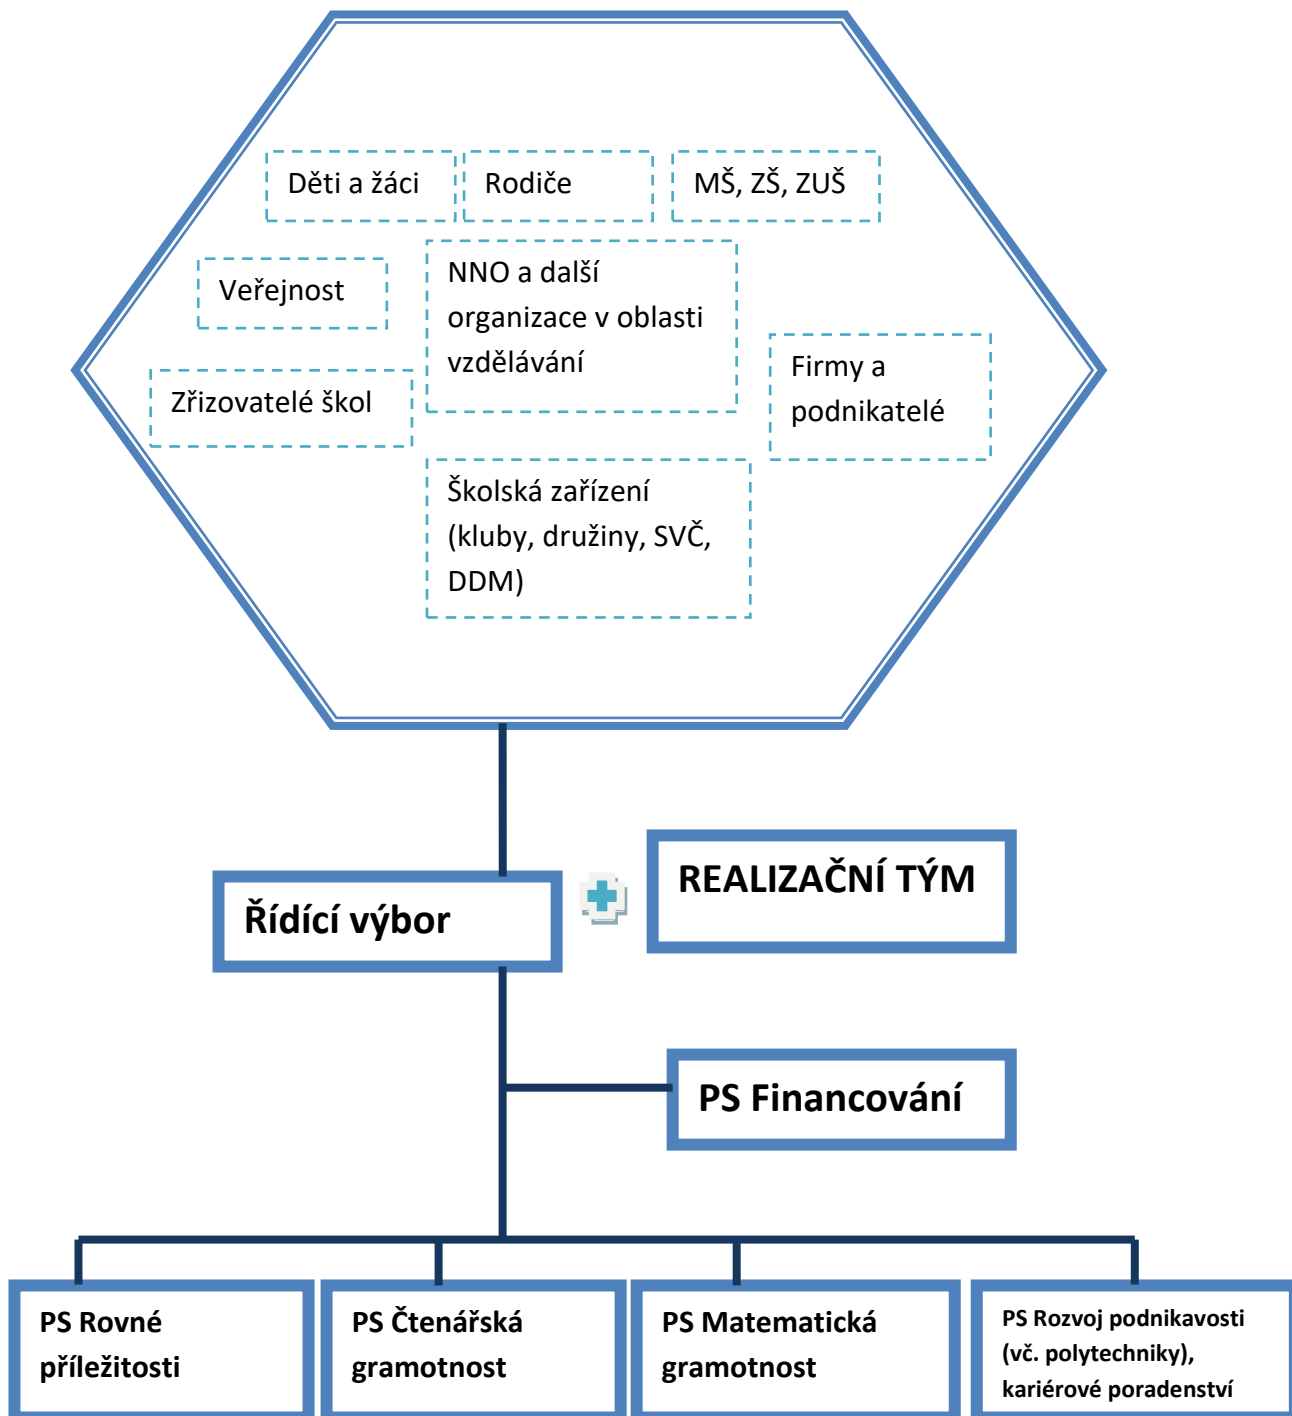 Děti a žáci
Rodiče
MŠ, ZŠ, ZUŠ
Veřejnost
NNO a další
organizace v oblasti
vzdělávání
Zřizovatelé škol
Firmy a
podnikatelé
Školská zařízení
(kluby, družiny, SVČ,
DDM)
Řídící výbor
REALIZAČNÍ TÝM
PS Financování
PS Rovné
příležitosti
PS Čtenářská
gramotnost
PS Matematická
gramotnost
PS Rozvoj podnikavosti
(vč. polytechniky),
kariérové poradenství